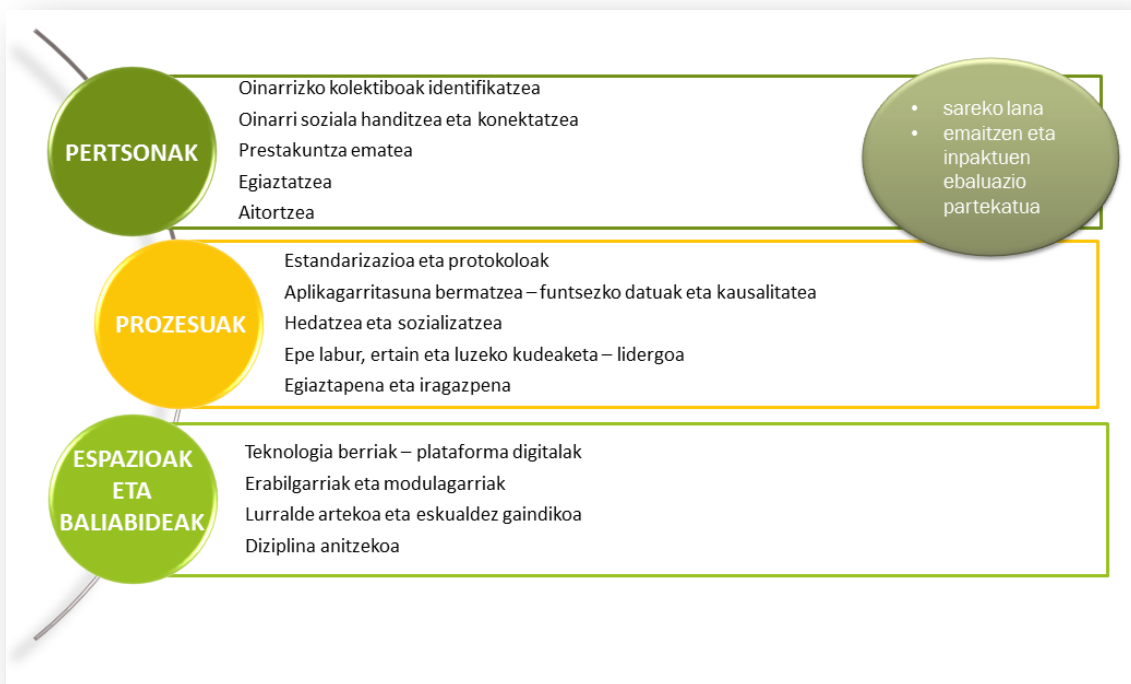 PERTSONAK
Oinarrizko kolektiboak identifikatzea
Oinarri soziala handitzea eta konektatzea
Prestakuntza ematea
Egiaztatzea
Aitortzea
• sareko lana
• emaitzen eta
inpaktuen
ebaluazio
partekatua
PROZESUAK
Estandarizazioa eta protokoloak
Aplikagarritasuna bermatzea – funtsezko datuak eta kausalitatea
Hedatzea eta sozializatzea
Epe labur, ertain eta luzeko kudeaketa – lidergoa
Egiaztapena eta iragazpena
ESPAZIOAK
ETA
BALIABIDEAK
Teknologia berriak – plataforma digitalak
Erabilgarriak eta modulagarriak
Lurralde artekoa eta eskualdez gaindikoa
Diziplina anitzekoa